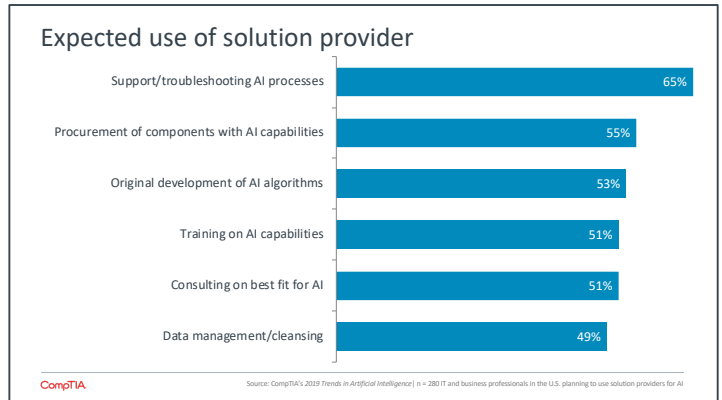 Expected use of solution provider
Support/troubleshooting AI processes
65%
Procurement of components with AI capabilities
55%
Original development of AI algorithms
53%
Training on AI capabilities
51%
Consulting on best fit for AI
51%
Data management/cleansing
49%
CompTIA
Source: CompTIA's 2019 Trends in Artificial Intelligence| n = 280 IT and business professionals in the U.S. planning to use solution providers for AI